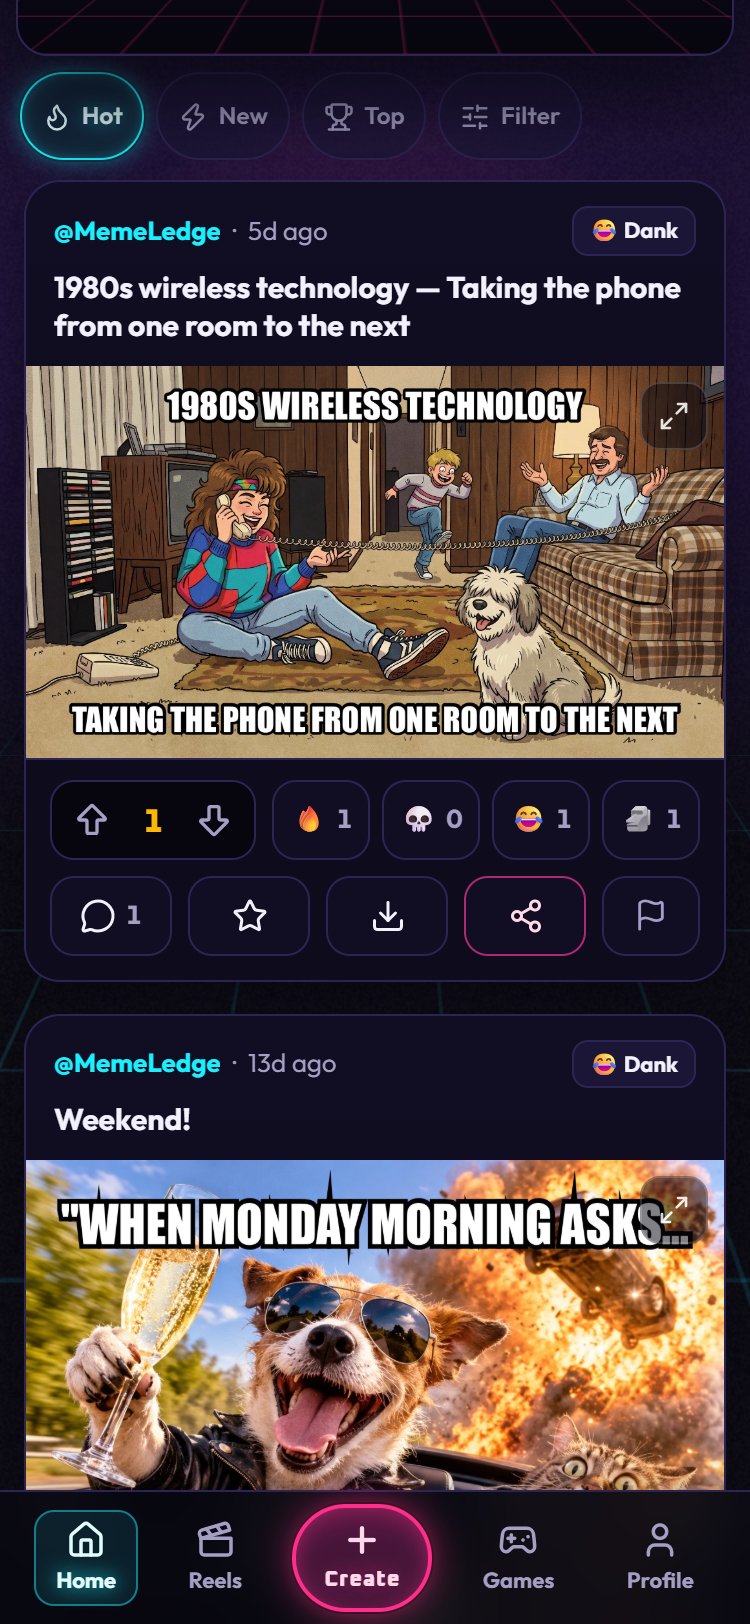 Hot
New
Top
Filter
@MemeLedge · 5d ago
😂 Dank
1980s wireless technology — Taking the phone
from one room to the next
1980S WIRELESS TECHNOLOGY
TAKING THE PHONE FROM ONE ROOM TO THE NEXT
1
🔥 1
💀 0
😂 1
🗿 1
1
@MemeLedge · 13d ago
😂 Dank
Weekend!
"WHEN MONDAY MORNING ASKS...
Home
Reels
Create
Games
Profile